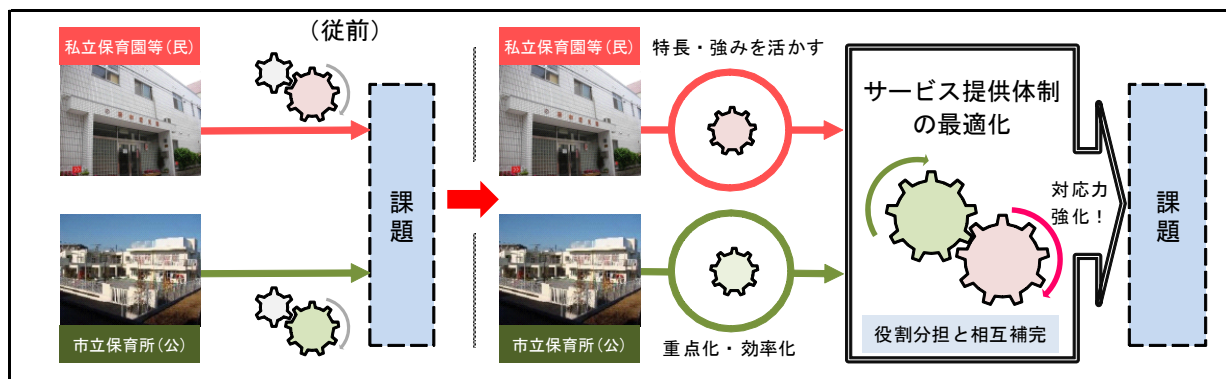 (従前)
私立保育園等(民)
課題
市立保育所(公)
私立保育園等(民)
特長・強みを活かす
市立保育所(公)
重点化・効率化
サービス提供体制
の最適化
対応力
強化！
役割分担と相互補完
課題